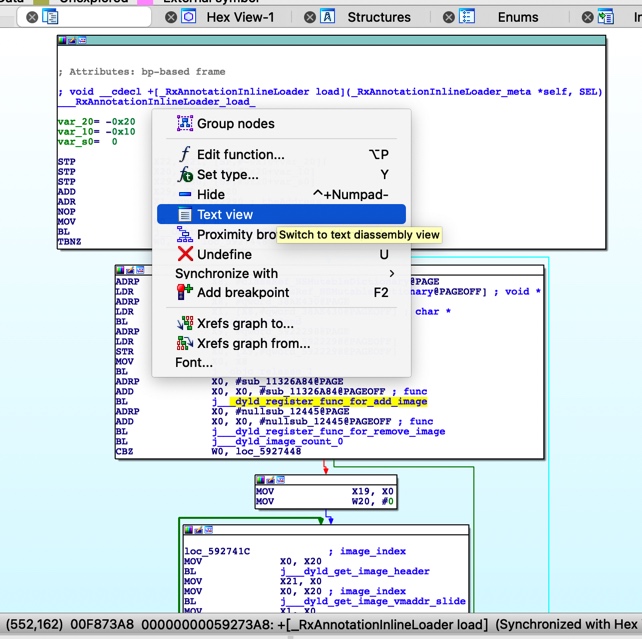 Unexplored External symbol
Hex View-1 Structures Enums
; Attributes: bp-based frame
; void __cdecl +[_RxAnnotationInlineLoader load](_RxAnnotationInlineLoader_meta *self, SEL)
___RxAnnotationInlineLoader_load_
var_20= -0x20
var_10= -0x10
var_s0= 0
STP
STP
STP
ADD
ADR
NOP
MOV
BL
TBNZ
Group nodes
Edit function... ⌥P
Set type... Y
Hide ^+Numpad-
Text view
Proximity bro
Switch to text diassembly view
Undefine U
Synchronize with >
Add breakpoint F2
Xrefs graph to...
Xrefs graph from...
Font...
ADRP @PAGE
LDR @PAGEOFF] ; void *
ADRP
LDR char *
BL
ADRP
LDR
STR
MOV
BL
ADRP X0, #sub_11326A84@PAGE
ADD X0, X0, #sub_11326A84@PAGEOFF ; func
BL j___dyld_register_func_for_add_image
ADRP X0, #nullsub_12445@PAGE
ADD X0, X0, #nullsub_12445@PAGEOFF ; func
BL j___dyld_register_func_for_remove_image
BL j___dyld_image_count_0
CBZ W0, loc_5927448
MOV X19, X0
MOV W20, #0
loc_592741C ; image_index
MOV X0, X20
BL j___dyld_get_image_header
MOV X21, X0
MOV X0, X20 ; image_index
BL j___dyld_get_image_vmaddr_slide
MOV X1, X0
(552,162) 00F873A8 00000000059273A8: +[_RxAnnotationInlineLoader load] (Synchronized with Hex